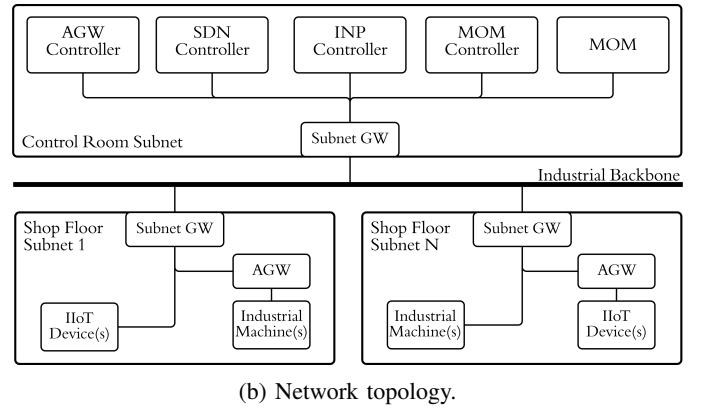 AGW
Controller
SDN
Controller
INP
Controller
MOM
Controller
MOM
Control Room Subnet
Subnet GW
Industrial Backbone
Shop Floor
Subnet 1
Subnet GW
AGW
IIoT
Device(s)
Industrial
Machine(s)
Shop Floor
Subnet N
Subnet GW
AGW
Industrial
Machine(s)
IIoT
Device(s)
(b) Network topology.